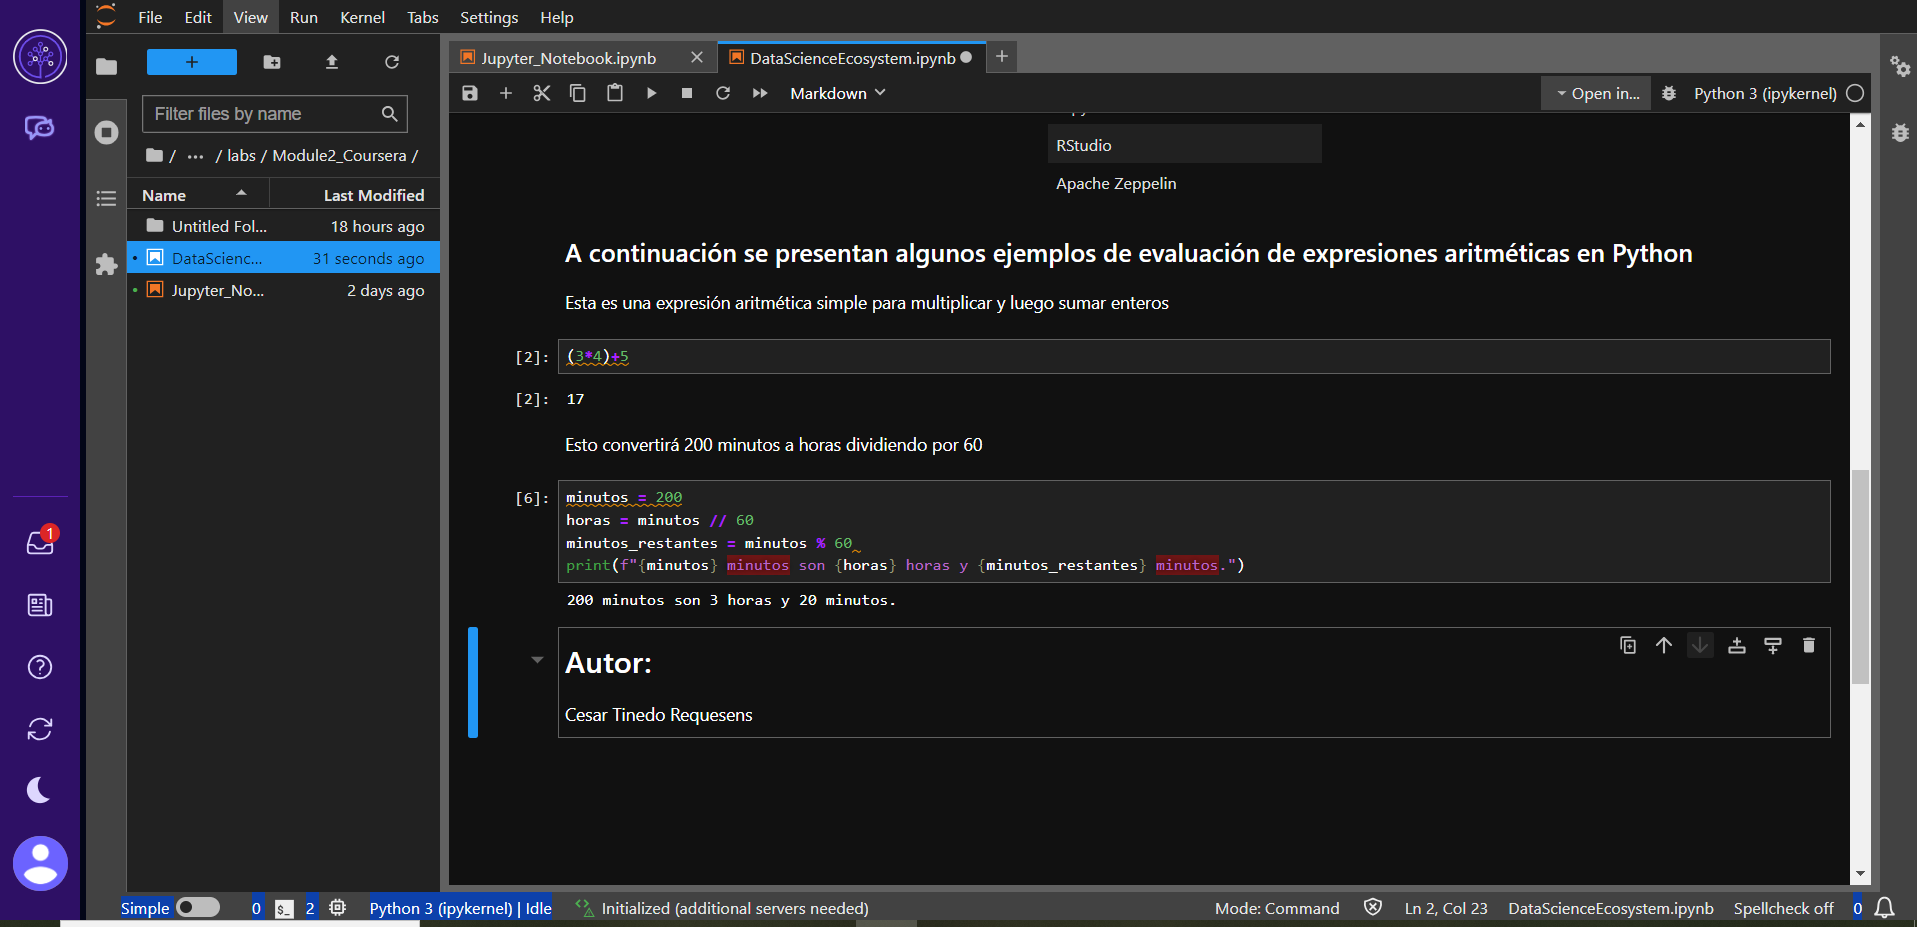 File Edit View Run Kernel Tabs Settings Help
+
Filter files by name
/ ··· / labs / Module2_Coursera /
Name Last Modified
Untitled Fol... 18 hours ago
DataScienc... 31 seconds ago
Jupyter_No... 2 days ago
Jupyter_Notebook.ipynb DataScienceEcosystem.ipynb
Markdown Open in... Python 3 (ipykernel)
RStudio
Apache Zeppelin
A continuación se presentan algunos ejemplos de evaluación de expresiones aritméticas en Python
Esta es una expresión aritmética simple para multiplicar y luego sumar enteros
[2]: (3*4)+5
[2]: 17
Esto convertirá 200 minutos a horas dividiendo por 60
[6]: minutos = 200
horas = minutos // 60
minutos_restantes = minutos % 60
print(f"{minutos} minutos son {horas} horas y {minutos_restantes} minutos.")
200 minutos son 3 horas y 20 minutos.
Autor:
Cesar Tinedo Requesens
1
Simple 0 $_ 2 Python 3 (ipykernel) | Idle Initialized (additional servers needed) Mode: Command Ln 2, Col 23 DataScienceEcosystem.ipynb Spellcheck off 0